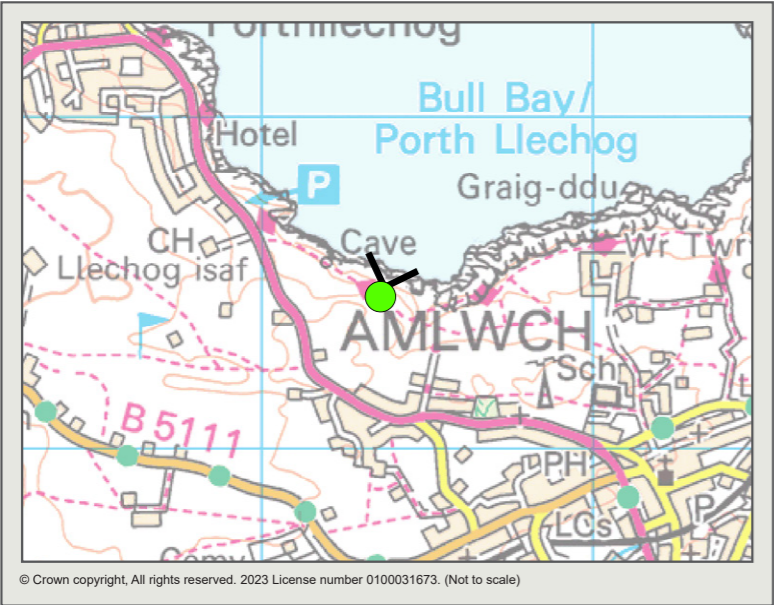 Porthllechog
Bull Bay/
Porth Llechog
Hotel
P
Graig-ddu
CH
Cave
Wr Twr
Llechog isaf
AMLWCH
Sch
B 5111
PH
P
LCs
© Crown copyright, All rights reserved. 2023 License number 0100031673. (Not to scale)